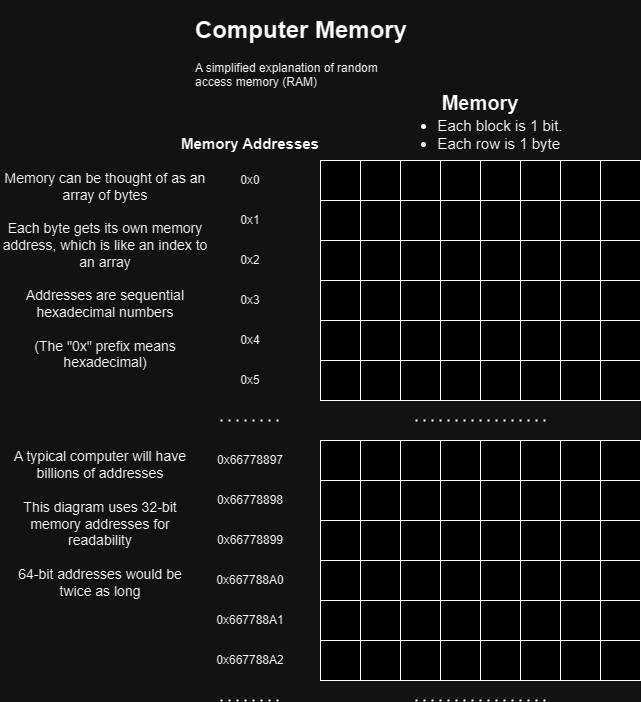 Computer Memory
A simplified explanation of random
access memory (RAM)
Memory
• Each block is 1 bit.
• Each row is 1 byte
Memory Addresses
Memory can be thought of as an
array of bytes
Each byte gets its own memory
address, which is like an index to
an array
Addresses are sequential
hexadecimal numbers
(The "0x" prefix means
hexadecimal)
0x0
0x1
0x2
0x3
0x4
0x5
. . . . . . . .
. . . . . . . . . . . . . . . . .
A typical computer will have
billions of addresses
This diagram uses 32-bit
memory addresses for
readability
64-bit addresses would be
twice as long
0x66778897
0x66778898
0x66778899
0x667788A0
0x667788A1
0x667788A2
. . . . . . . .
. . . . . . . . . . . . . . . . .